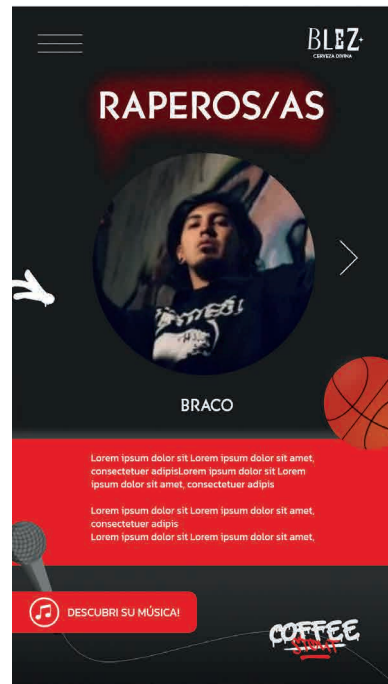 BLEZ
CERVEZA DIVINA
RAPEROS/AS
BRACO
Lorem ipsum dolor sit Lorem ipsum dolor sit amet,
consectetuer adipisLorem ipsum dolor sit Lorem
ipsum dolor sit amet, consectetuer adipis
Lorem ipsum dolor sit Lorem ipsum dolor sit amet,
consectetuer adipis
Lorem ipsum dolor sit Lorem ipsum dolor sit amet,
DESCUBRI SU MÚSICA!
COFFEE
STOUT